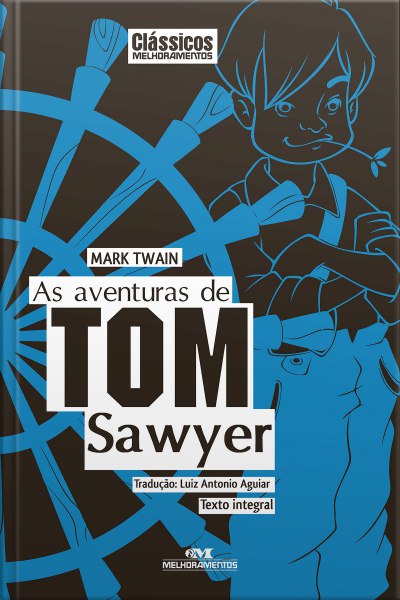 Clássicos
MELHORAMENTOS
MARK TWAIN
As aventuras de
TOM
Sawyer
Tradução: Luiz Antonio Aguiar
Texto integral
M
MELHORAMENTOS